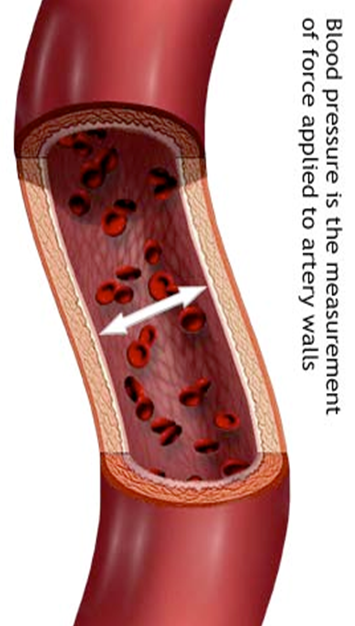 Blood pressure is the measurement
of force applied to artery walls